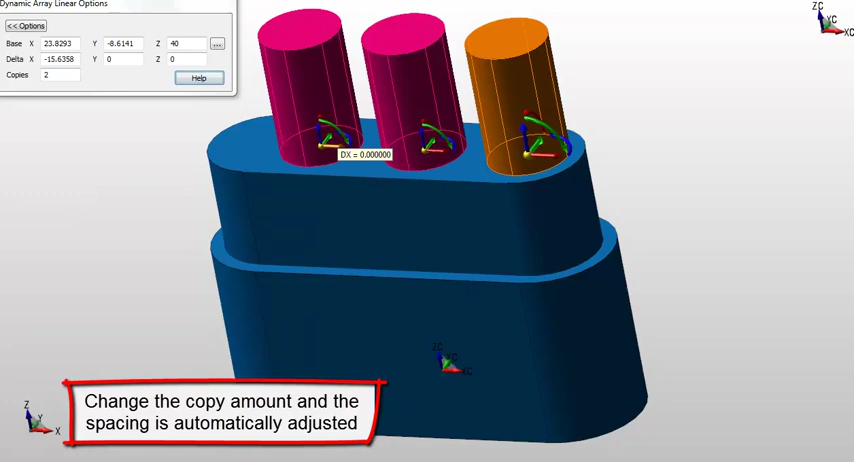 Dynamic Array Linear Options
<< Options
Base X 23.8293 Y -8.6141 Z 40 ...
Delta X -15.6358 Y 0 Z 0
Copies 2
Help
ZC
YC
XC
DX = 0.000000
ZC
YC
XC
Change the copy amount and the
spacing is automatically adjusted
Z
Y
X